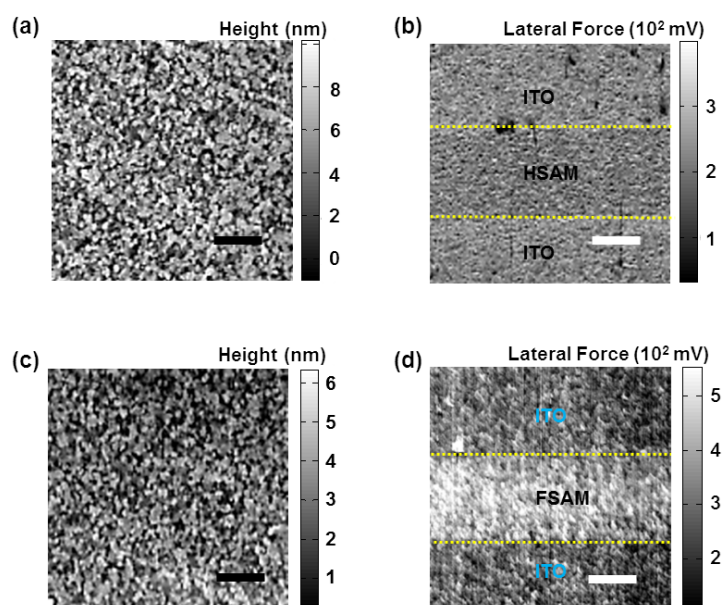 (a)
Height (nm)
8
6
4
2
0
(b)
Lateral Force (10² mV)
3
2
1
ITO
HSAM
ITO
(c)
Height (nm)
6
5
4
3
2
1
(d)
Lateral Force (10² mV)
5
4
3
2
ITO
FSAM
ITO